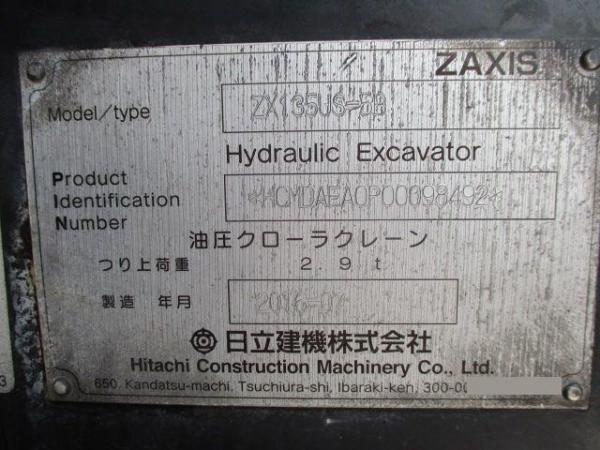 ZAXIS
Model/type ZX135US-5B
Hydraulic Excavator
Product
Identification *HCMDAEA0P00098492*
Number
油圧クローラクレーン
つり上荷重 2.9 t
製造 年月 2016-07
日立建機株式会社
Hitachi Construction Machinery Co., Ltd.
650, Kandatsu-machi, Tsuchiura-shi, Ibaraki-ken, 300-00
3